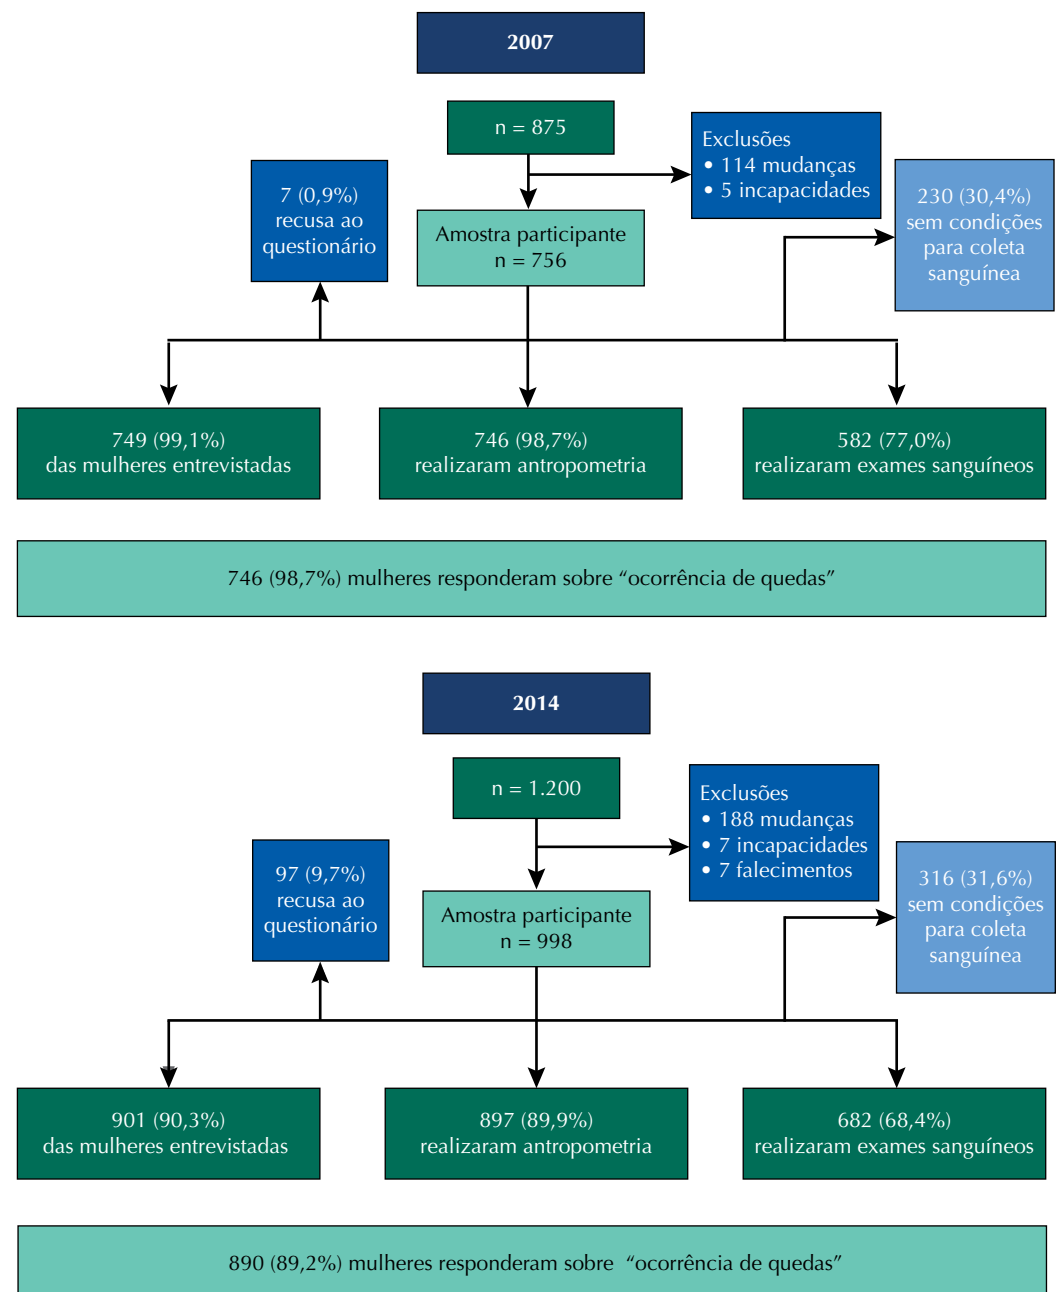 2007
n = 875
Exclusões
• 114 mudanças
• 5 incapacidades
7 (0,9%)
recusa ao
questionário
Amostra participante
n = 756
230 (30,4%)
sem condições
para coleta
sanguínea
749 (99,1%)
das mulheres entrevistadas
746 (98,7%)
realizaram antropometria
582 (77,0%)
realizaram exames sanguíneos
746 (98,7%) mulheres responderam sobre “ocorrência de quedas”
2014
n = 1.200
Exclusões
• 188 mudanças
• 7 incapacidades
• 7 falecimentos
97 (9,7%)
recusa ao
questionário
Amostra participante
n = 998
316 (31,6%)
sem condições
para coleta
sanguínea
901 (90,3%)
das mulheres entrevistadas
897 (89,9%)
realizaram antropometria
682 (68,4%)
realizaram exames sanguíneos
890 (89,2%) mulheres responderam sobre “ocorrência de quedas”